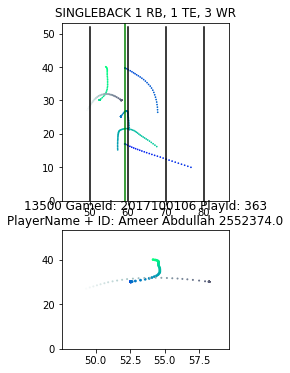 SINGLEBACK 1 RB, 1 TE, 3 WR
50
40
30
20
10
0
50 60 70 80
13500 GameId: 2017100106 PlayId: 363
PlayerName + ID: Ameer Abdullah 2552374.0
40
20
0
50.0 52.5 55.0 57.5